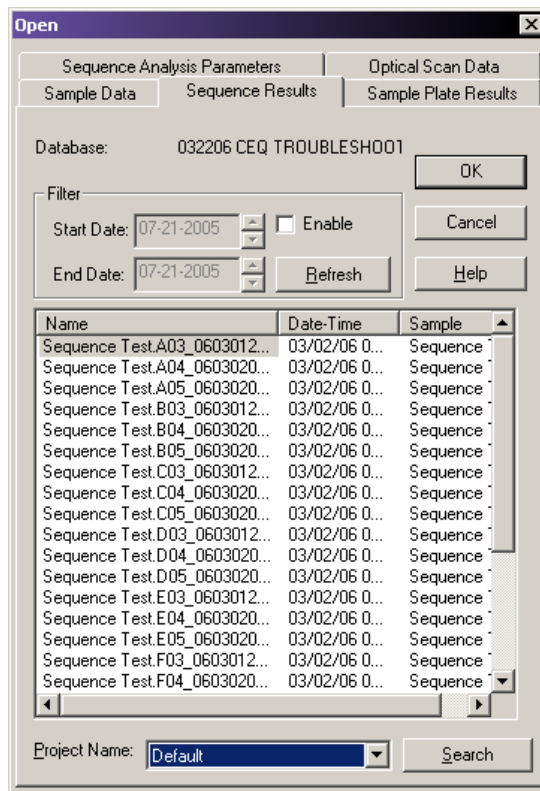 Open
Sequence Analysis Parameters Optical Scan Data
Sample Data Sequence Results Sample Plate Results
Database: 032206 CEQ TROUBLESHOOT
OK
Filter
Start Date: 07-21-2005 Enable
Cancel
End Date: 07-21-2005 Refresh
Help
Name Date-Time Sample
Sequence Test.A03_0603012... 03/02/06 0... Sequence T
Sequence Test.A04_0603020... 03/02/06 0... Sequence T
Sequence Test.A05_0603020... 03/02/06 0... Sequence T
Sequence Test.B03_0603012... 03/02/06 0... Sequence T
Sequence Test.B04_0603020... 03/02/06 0... Sequence T
Sequence Test.B05_0603020... 03/02/06 0... Sequence T
Sequence Test.C03_0603012... 03/02/06 0... Sequence T
Sequence Test.C04_0603020... 03/02/06 0... Sequence T
Sequence Test.C05_0603020... 03/02/06 0... Sequence T
Sequence Test.D03_0603012... 03/02/06 0... Sequence T
Sequence Test.D04_0603020... 03/02/06 0... Sequence T
Sequence Test.D05_0603020... 03/02/06 0... Sequence T
Sequence Test.E03_0603012... 03/02/06 0... Sequence T
Sequence Test.E04_0603020... 03/02/06 0... Sequence T
Sequence Test.E05_0603020... 03/02/06 0... Sequence T
Sequence Test.F03_0603012... 03/02/06 0... Sequence T
Sequence Test.F04_0603020... 03/02/06 0... Sequence T
Project Name: Default Search